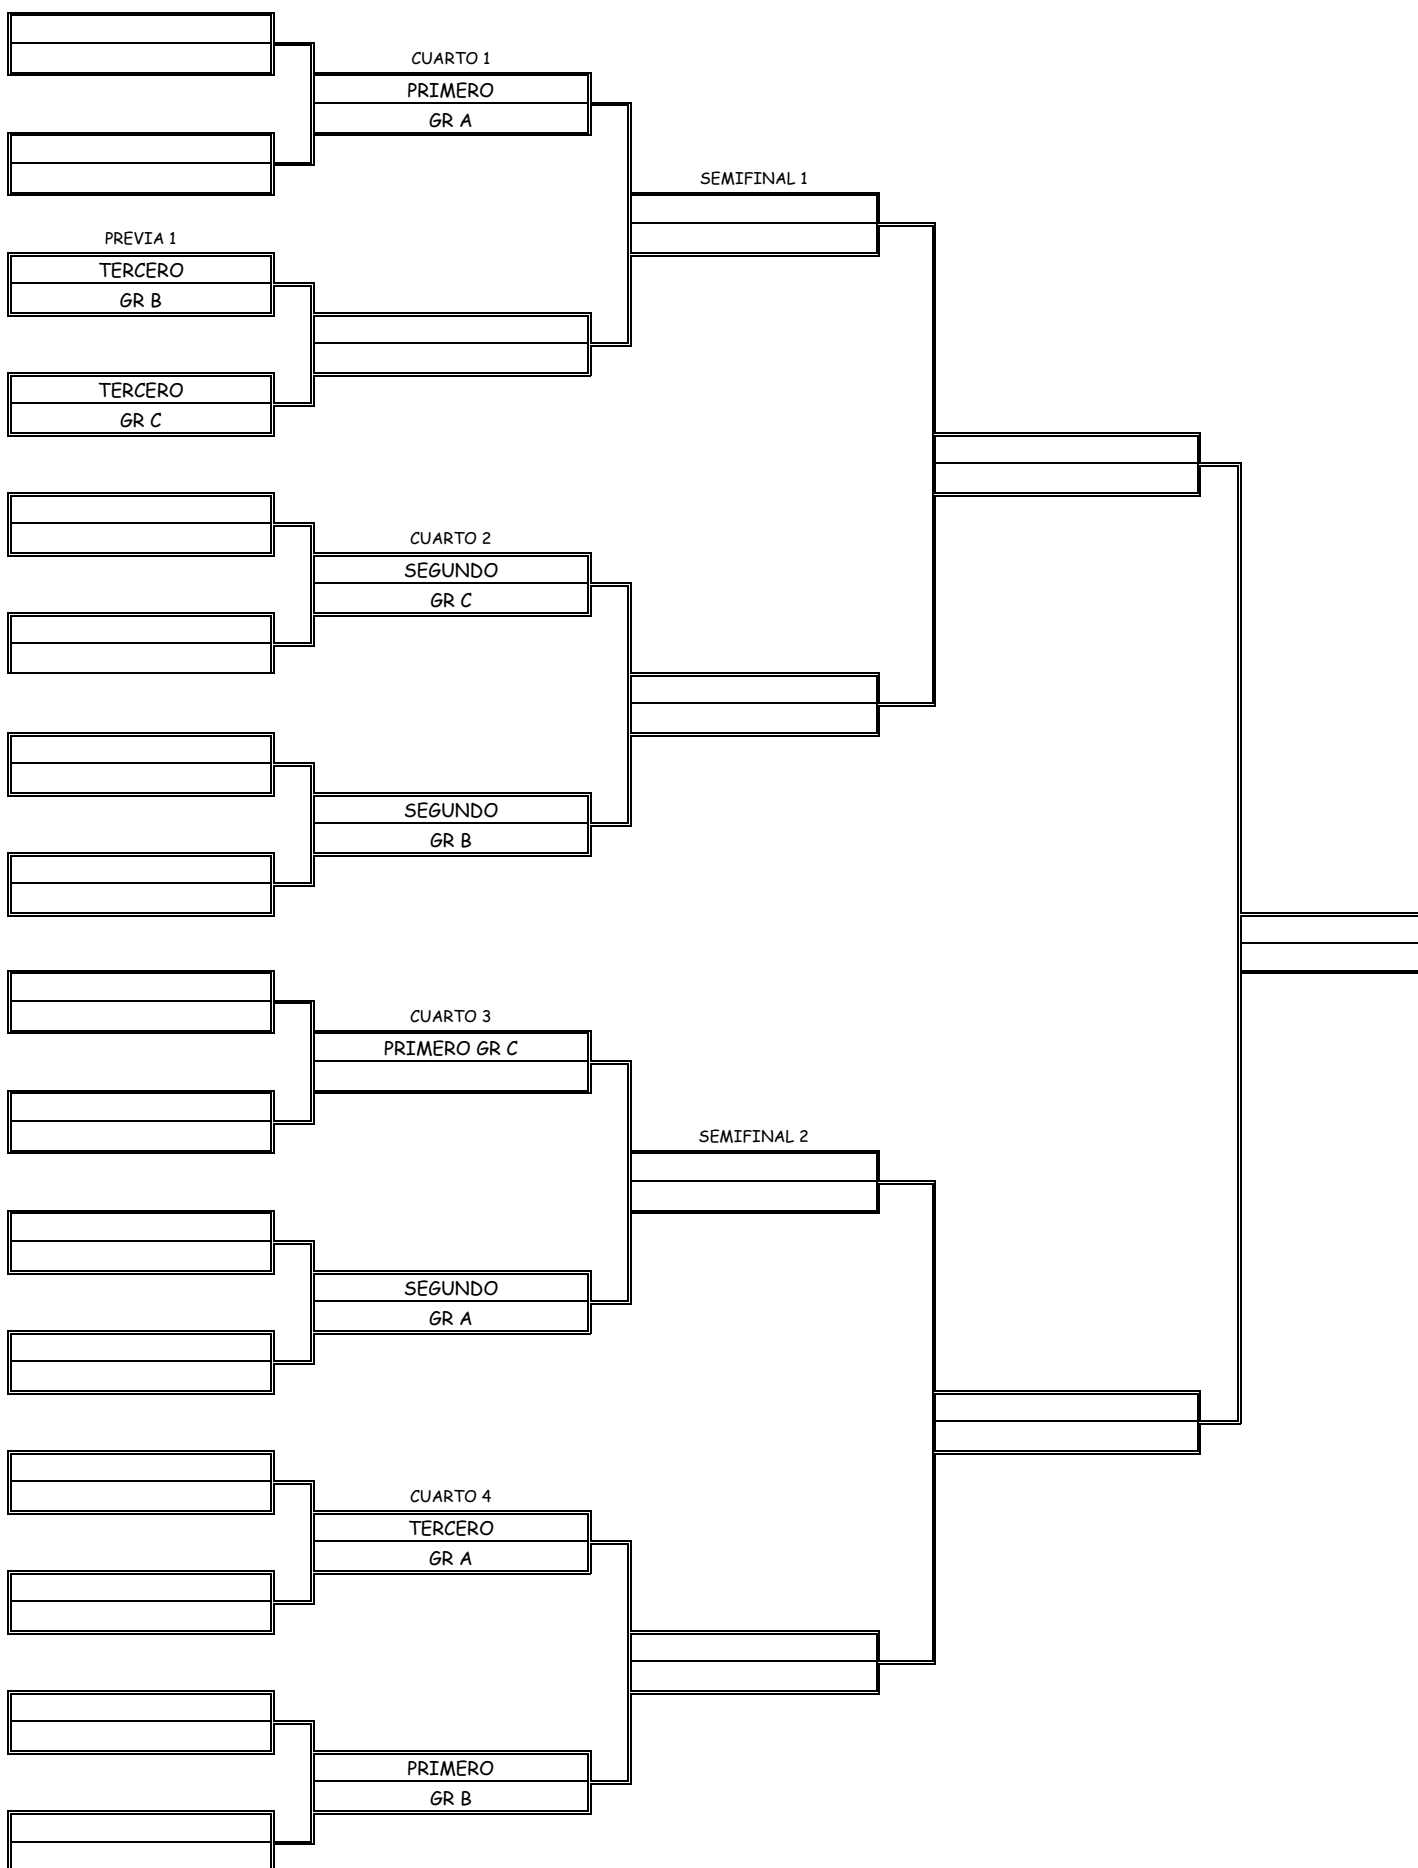 CUARTO 1
PRIMERO
GR A
SEMIFINAL 1
PREVIA 1
TERCERO
GR B
TERCERO
GR C
CUARTO 2
SEGUNDO
GR C
SEGUNDO
GR B
CUARTO 3
PRIMERO GR C
SEMIFINAL 2
SEGUNDO
GR A
CUARTO 4
TERCERO
GR A
PRIMERO
GR B